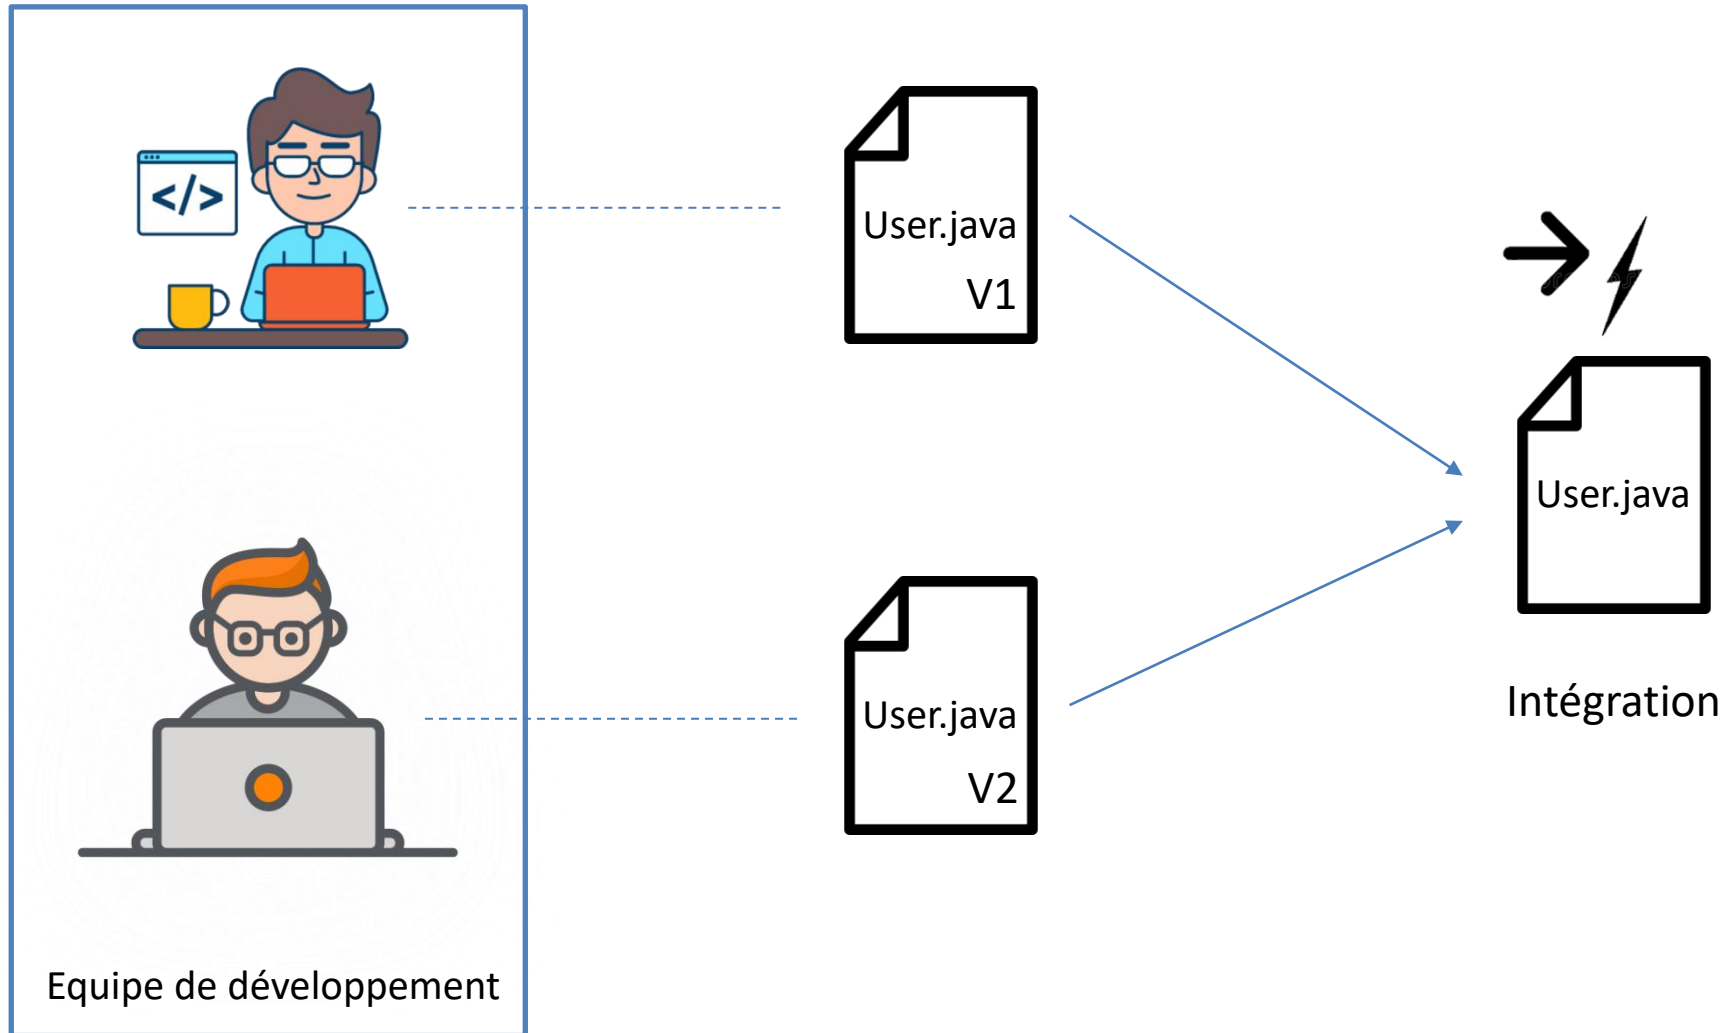 </>
User.java
V1
User.java
V2
User.java
Intégration
Equipe de développement